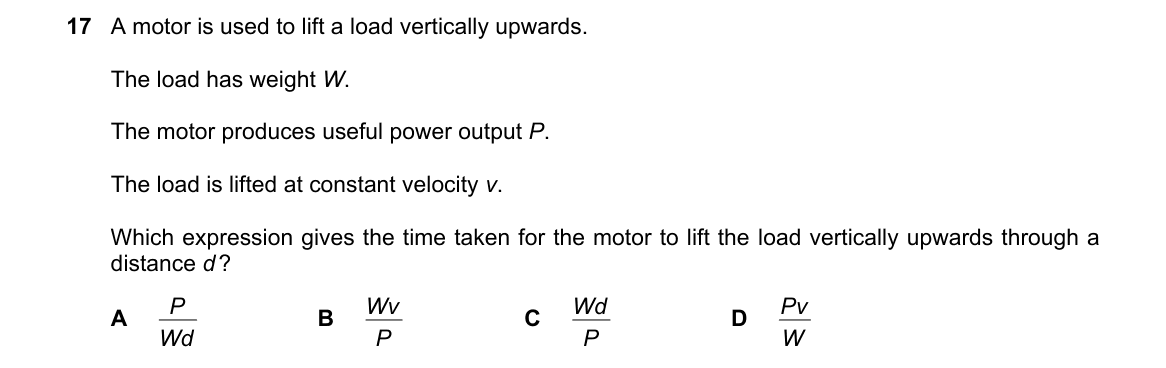 17 A motor is used to lift a load vertically upwards.
The load has weight W.
The motor produces useful power output P.
The load is lifted at constant velocity v.
Which expression gives the time taken for the motor to lift the load vertically upwards through a
distance d?
A P/Wd B Wv/P C Wd/P D Pv/W